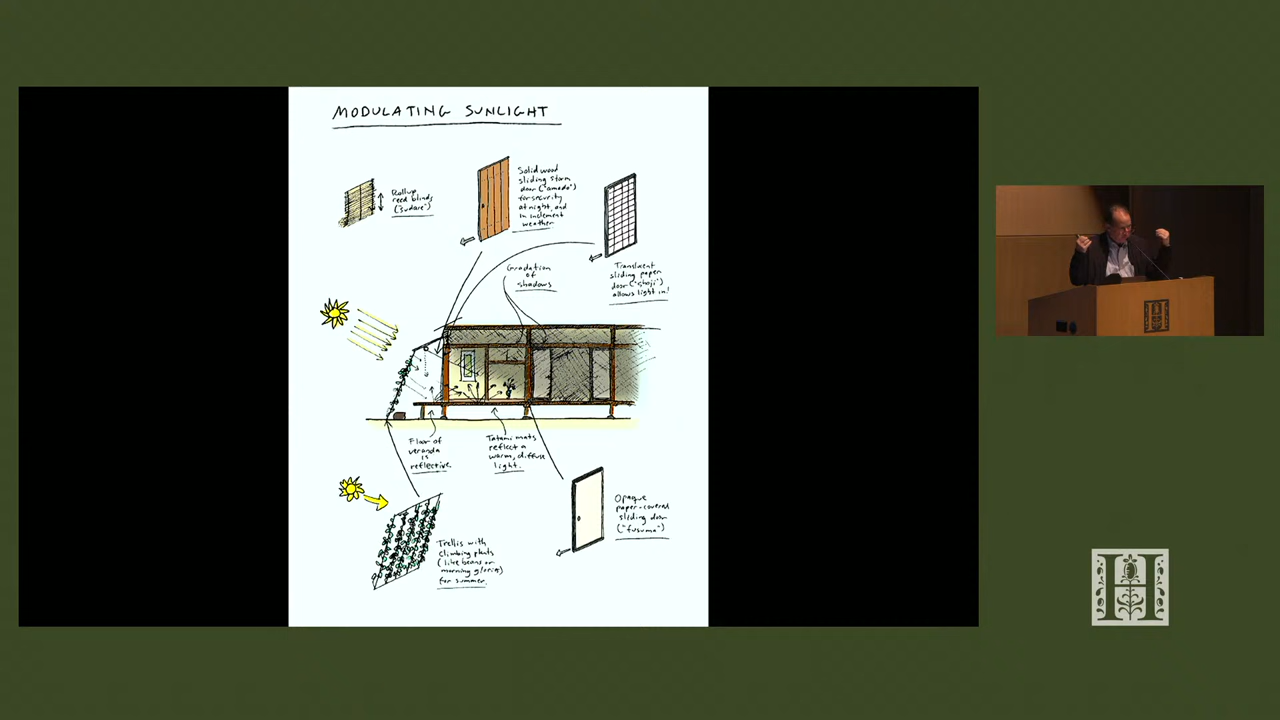 MODULATING SUNLIGHT
Rollup
reed blinds
("sudare")
Solid wood
sliding storm
door ("amado")
for security
at night, and
in inclement
weather
Translucent
sliding paper
door ("shoji")
allows light in!
Gradation
of
shadows
Floor of
veranda
is
reflective.
Tatami mats
reflect a
warm, diffuse
light.
Opaque
paper-covered
sliding door
("fusuma")
Trellis with
climbing plants
(like beans or
morning glories)
for summer.
H
H